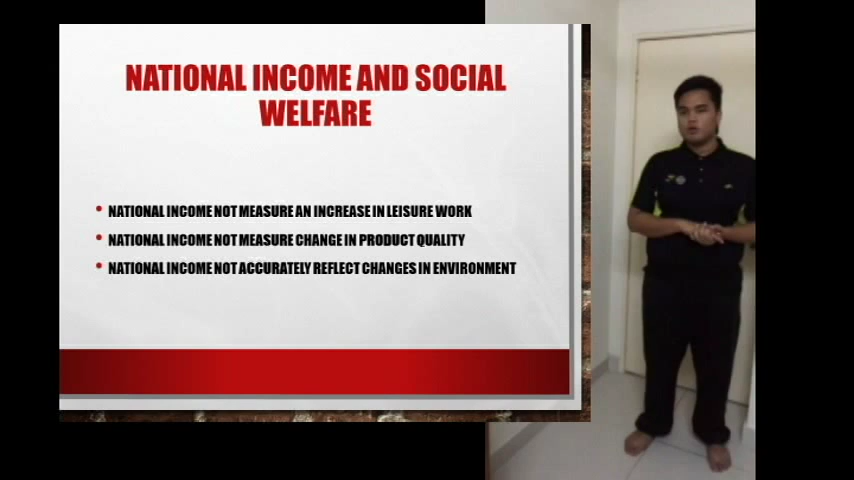 NATIONAL INCOME AND SOCIAL
WELFARE
NATIONAL INCOME NOT MEASURE AN INCREASE IN LEISURE WORK
NATIONAL INCOME NOT MEASURE CHANGE IN PRODUCT QUALITY
NATIONAL INCOME NOT ACCURATELY REFLECT CHANGES IN ENVIRONMENT